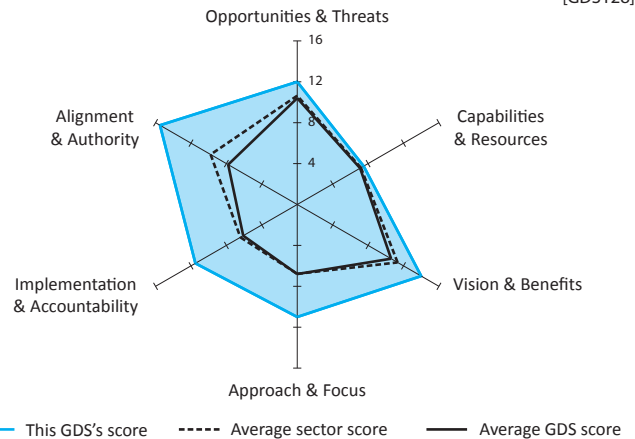 [GDS126]
Opportunities & Threats
16
12
8
4
Alignment
& Authority
Capabilities
& Resources
Implementation
& Accountability
Vision & Benefits
Approach & Focus
This GDS's score
Average sector score
Average GDS score